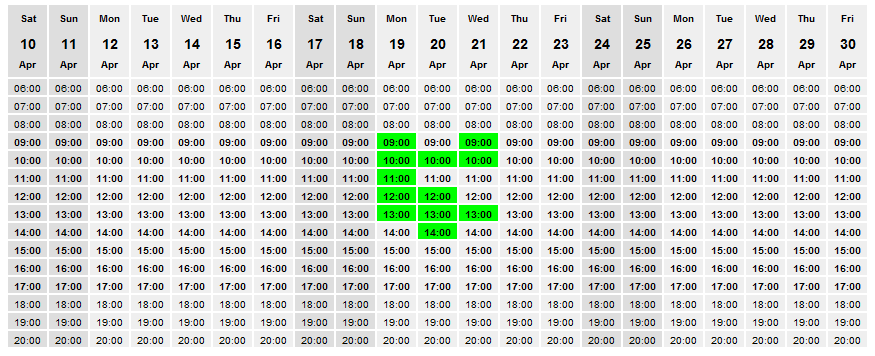 Sat Sun Mon Tue Wed Thu Fri Sat Sun Mon Tue Wed Thu Fri Sat Sun Mon Tue Wed Thu Fri
10 11 12 13 14 15 16 17 18 19 20 21 22 23 24 25 26 27 28 29 30
Apr Apr Apr Apr Apr Apr Apr Apr Apr Apr Apr Apr Apr Apr Apr Apr Apr Apr Apr Apr Apr
06:00 06:00 06:00 06:00 06:00 06:00 06:00 06:00 06:00 06:00 06:00 06:00 06:00 06:00 06:00 06:00 06:00 06:00 06:00 06:00 06:00
07:00 07:00 07:00 07:00 07:00 07:00 07:00 07:00 07:00 07:00 07:00 07:00 07:00 07:00 07:00 07:00 07:00 07:00 07:00 07:00 07:00
08:00 08:00 08:00 08:00 08:00 08:00 08:00 08:00 08:00 08:00 08:00 08:00 08:00 08:00 08:00 08:00 08:00 08:00 08:00 08:00 08:00
09:00 09:00 09:00 09:00 09:00 09:00 09:00 09:00 09:00 09:00 09:00 09:00 09:00 09:00 09:00 09:00 09:00 09:00 09:00 09:00 09:00
10:00 10:00 10:00 10:00 10:00 10:00 10:00 10:00 10:00 10:00 10:00 10:00 10:00 10:00 10:00 10:00 10:00 10:00 10:00 10:00 10:00
11:00 11:00 11:00 11:00 11:00 11:00 11:00 11:00 11:00 11:00 11:00 11:00 11:00 11:00 11:00 11:00 11:00 11:00 11:00 11:00 11:00
12:00 12:00 12:00 12:00 12:00 12:00 12:00 12:00 12:00 12:00 12:00 12:00 12:00 12:00 12:00 12:00 12:00 12:00 12:00 12:00 12:00
13:00 13:00 13:00 13:00 13:00 13:00 13:00 13:00 13:00 13:00 13:00 13:00 13:00 13:00 13:00 13:00 13:00 13:00 13:00 13:00 13:00
14:00 14:00 14:00 14:00 14:00 14:00 14:00 14:00 14:00 14:00 14:00 14:00 14:00 14:00 14:00 14:00 14:00 14:00 14:00 14:00 14:00
15:00 15:00 15:00 15:00 15:00 15:00 15:00 15:00 15:00 15:00 15:00 15:00 15:00 15:00 15:00 15:00 15:00 15:00 15:00 15:00 15:00
16:00 16:00 16:00 16:00 16:00 16:00 16:00 16:00 16:00 16:00 16:00 16:00 16:00 16:00 16:00 16:00 16:00 16:00 16:00 16:00 16:00
17:00 17:00 17:00 17:00 17:00 17:00 17:00 17:00 17:00 17:00 17:00 17:00 17:00 17:00 17:00 17:00 17:00 17:00 17:00 17:00 17:00
18:00 18:00 18:00 18:00 18:00 18:00 18:00 18:00 18:00 18:00 18:00 18:00 18:00 18:00 18:00 18:00 18:00 18:00 18:00 18:00 18:00
19:00 19:00 19:00 19:00 19:00 19:00 19:00 19:00 19:00 19:00 19:00 19:00 19:00 19:00 19:00 19:00 19:00 19:00 19:00 19:00 19:00
20:00 20:00 20:00 20:00 20:00 20:00 20:00 20:00 20:00 20:00 20:00 20:00 20:00 20:00 20:00 20:00 20:00 20:00 20:00 20:00 20:00